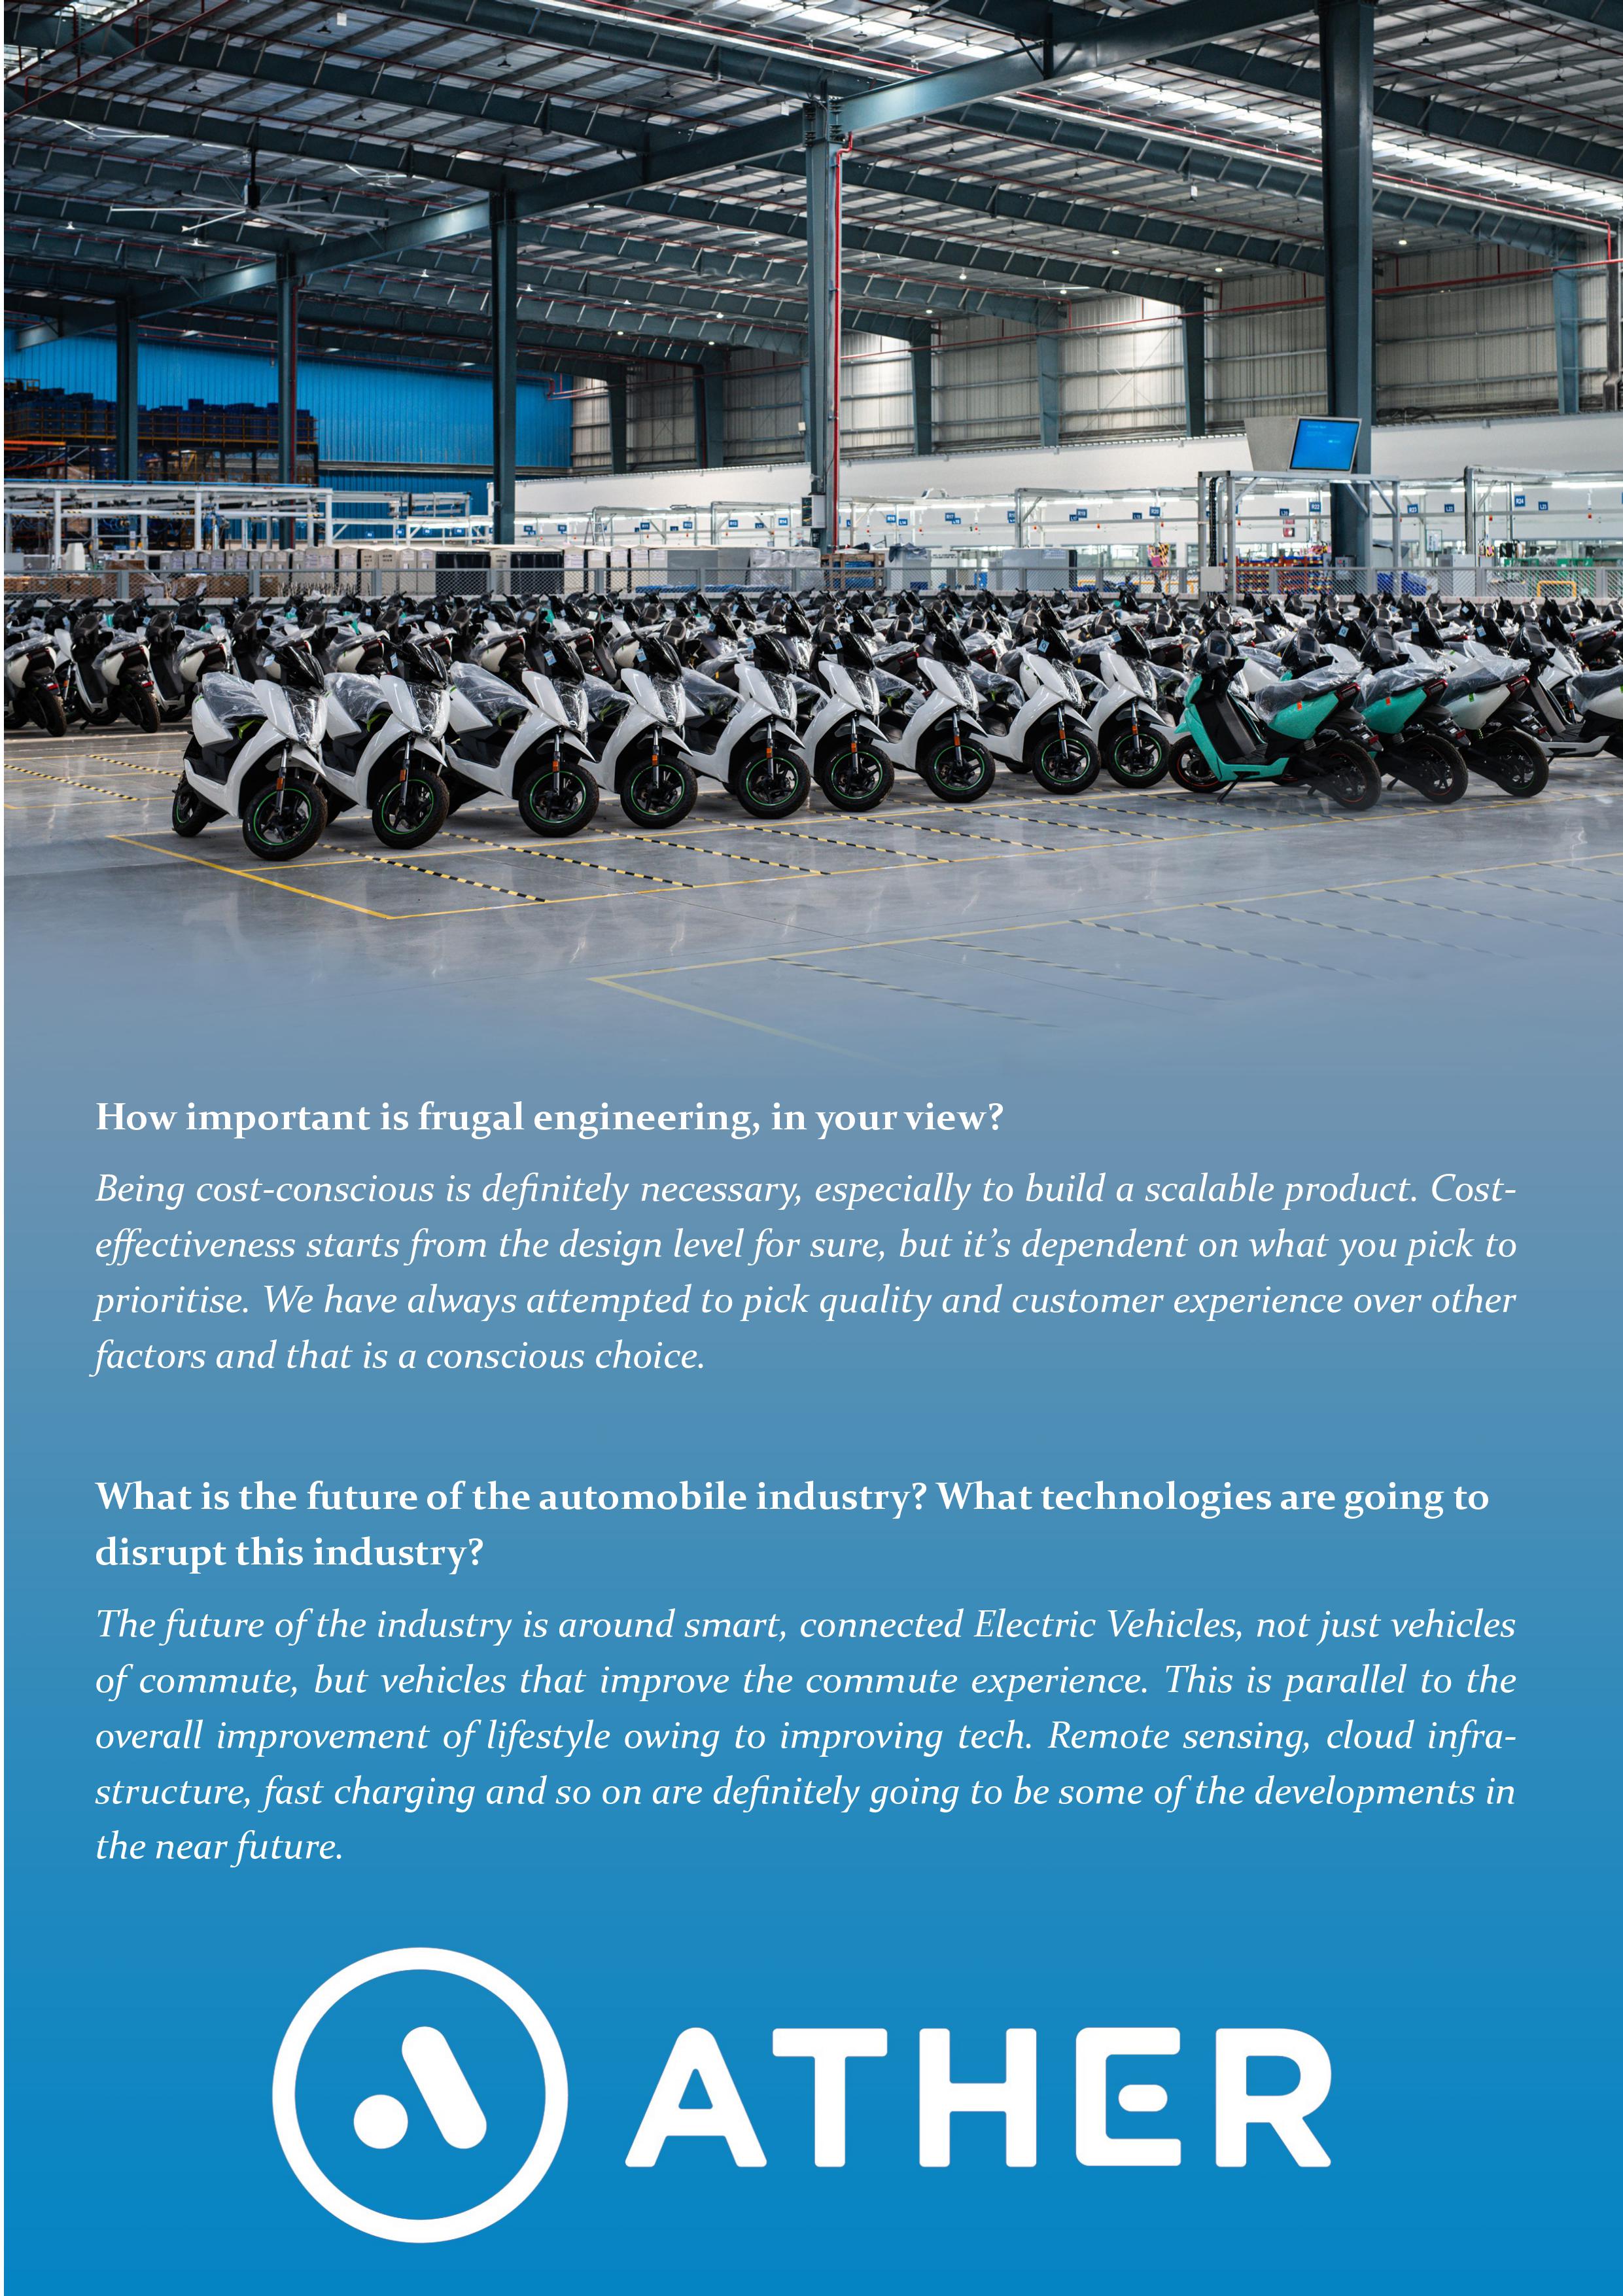 How important is frugal engineering, in your view?
Being cost-conscious is definitely necessary, especially to build a scalable product. Cost-
effectiveness starts from the design level for sure, but it’s dependent on what you pick to
prioritise. We have always attempted to pick quality and customer experience over other
factors and that is a conscious choice.
What is the future of the automobile industry? What technologies are going to
disrupt this industry?
The future of the industry is around smart, connected Electric Vehicles, not just vehicles
of commute, but vehicles that improve the commute experience. This is parallel to the
overall improvement of lifestyle owing to improving tech. Remote sensing, cloud infra-
structure, fast charging and so on are definitely going to be some of the developments in
the near future.
ATHER